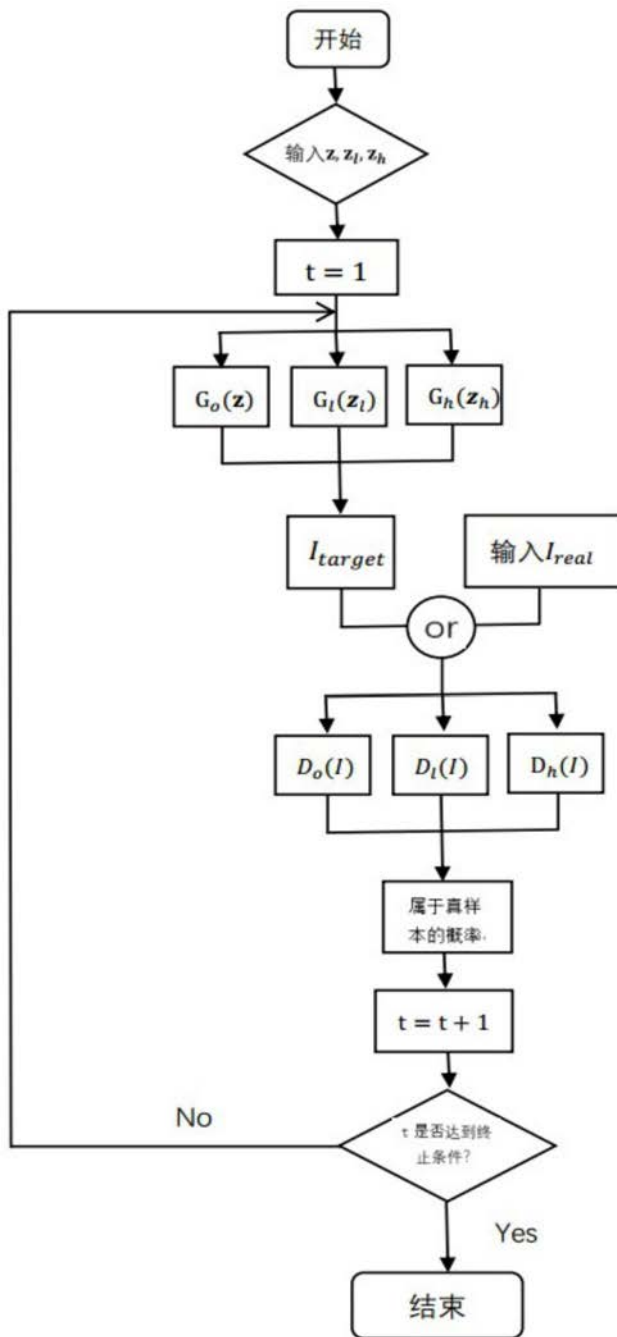 开始
输入z, z_l, z_h
t = 1
G_o(z)
G_l(z_l)
G_h(z_h)
I_target
输入I_real
or
D_o(I)
D_l(I)
D_h(I)
属于真样
本的概率.
t = t + 1
t 是否达到终
止条件?
No
Yes
结束